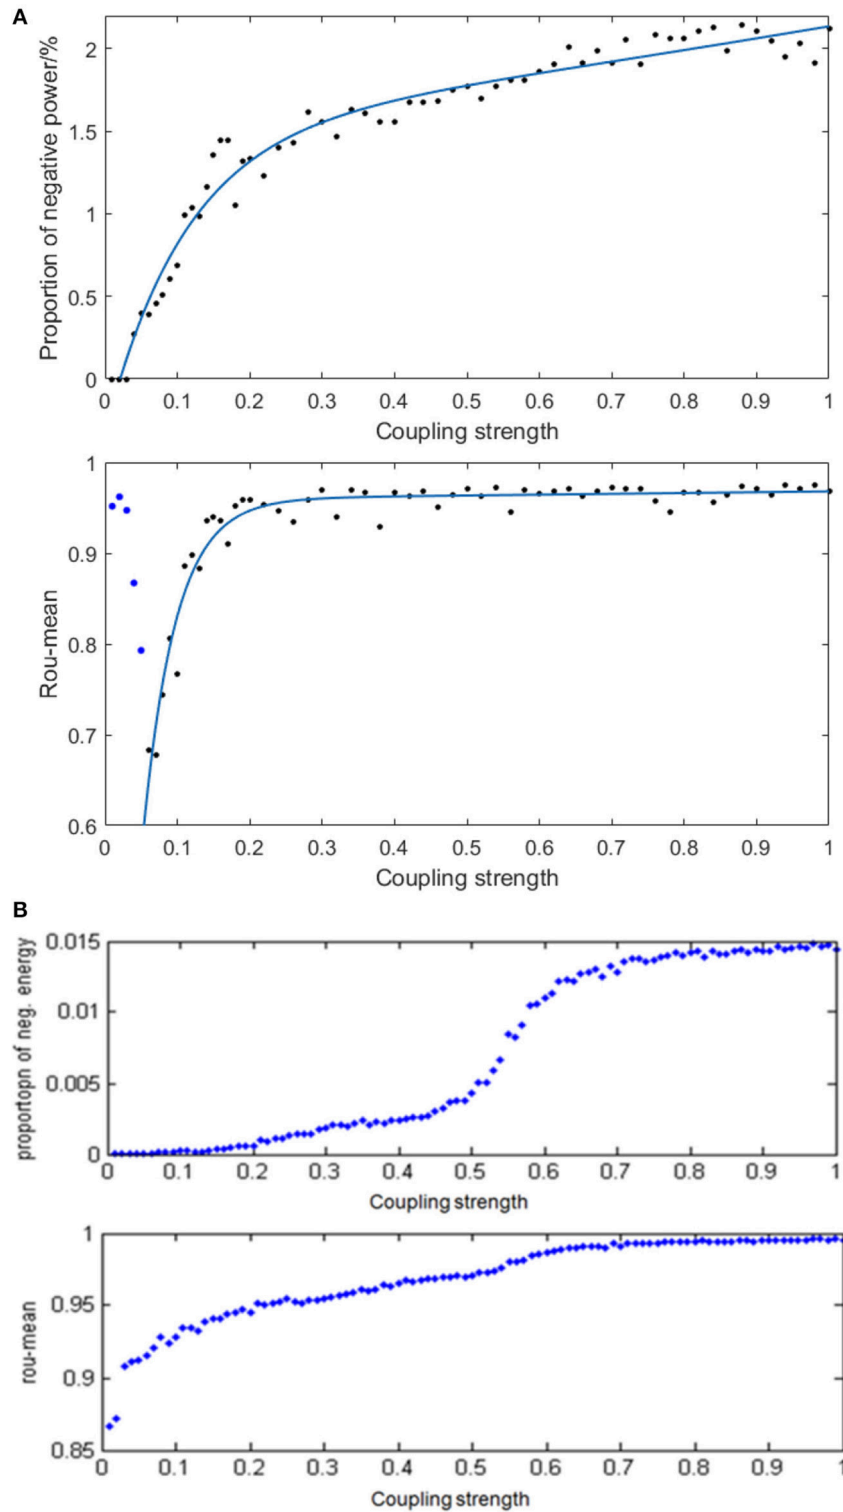 A
Proportion of negative power/%
2
1.5
1
0.5
0
0 0.1 0.2 0.3 0.4 0.5 0.6 0.7 0.8 0.9 1
Coupling strength
Rou-mean
1
0.9
0.8
0.7
0.6
0 0.1 0.2 0.3 0.4 0.5 0.6 0.7 0.8 0.9 1
Coupling strength
B
proportopn of neg. energy
0.015
0.01
0.005
0
0 0.1 0.2 0.3 0.4 0.5 0.6 0.7 0.8 0.9 1
Coupling strength
rou-mean
1
0.95
0.9
0.85
0 0.1 0.2 0.3 0.4 0.5 0.6 0.7 0.8 0.9 1
Coupling strength